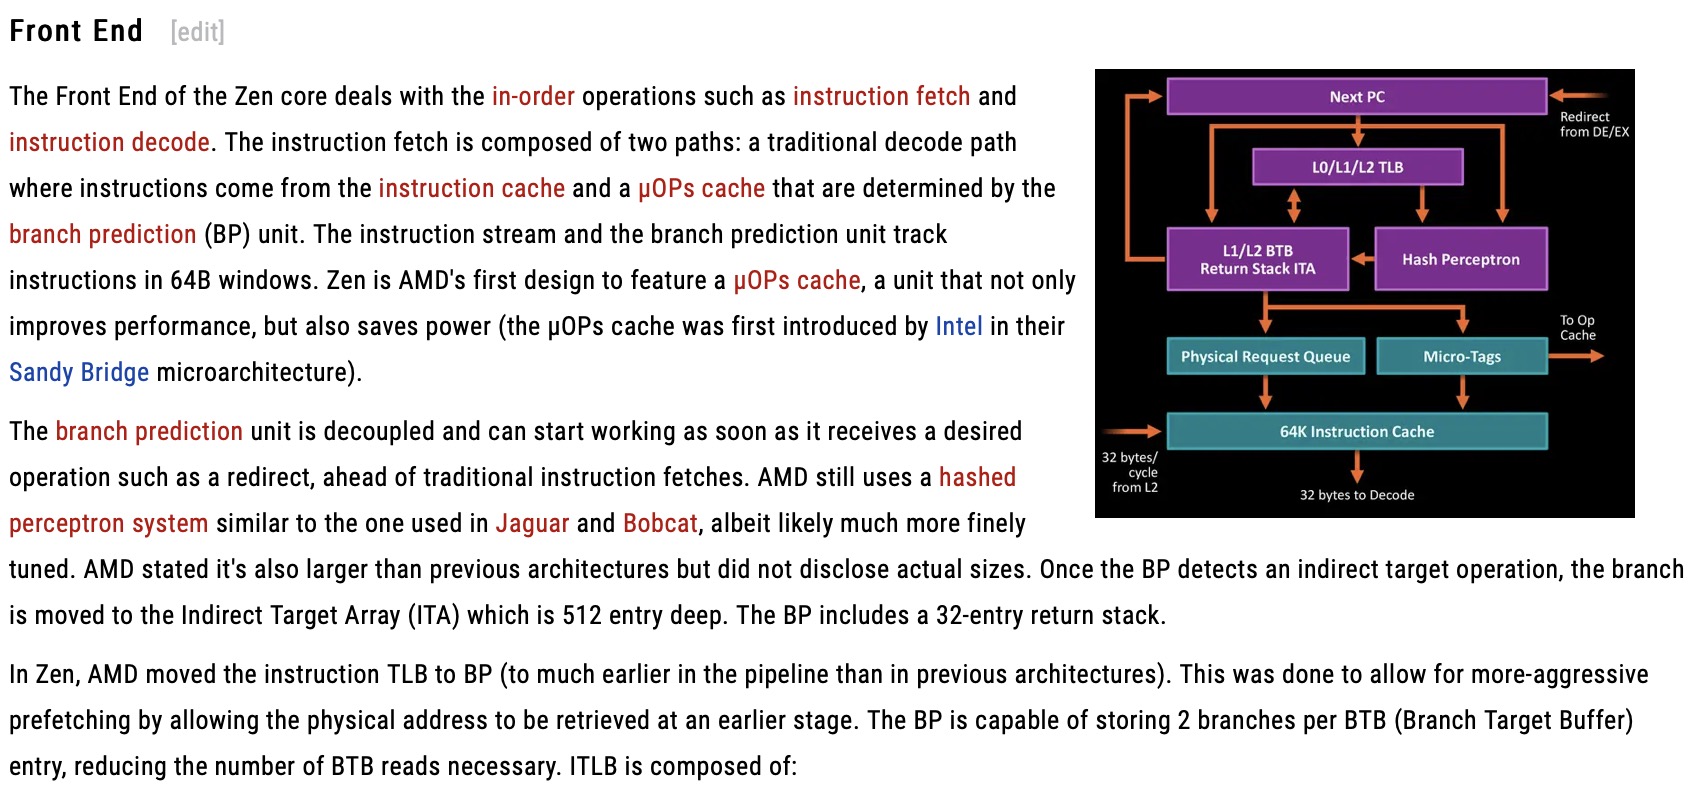 Front End [edit]
The Front End of the Zen core deals with the in-order operations such as instruction fetch and
instruction decode. The instruction fetch is composed of two paths: a traditional decode path
where instructions come from the instruction cache and a µOPs cache that are determined by the
branch prediction (BP) unit. The instruction stream and the branch prediction unit track
instructions in 64B windows. Zen is AMD's first design to feature a µOPs cache, a unit that not only
improves performance, but also saves power (the µOPs cache was first introduced by Intel in their
Sandy Bridge microarchitecture).
The branch prediction unit is decoupled and can start working as soon as it receives a desired
operation such as a redirect, ahead of traditional instruction fetches. AMD still uses a hashed
perceptron system similar to the one used in Jaguar and Bobcat, albeit likely much more finely
tuned. AMD stated it's also larger than previous architectures but did not disclose actual sizes. Once the BP detects an indirect target operation, the branch
is moved to the Indirect Target Array (ITA) which is 512 entry deep. The BP includes a 32-entry return stack.
In Zen, AMD moved the instruction TLB to BP (to much earlier in the pipeline than in previous architectures). This was done to allow for more-aggressive
prefetching by allowing the physical address to be retrieved at an earlier stage. The BP is capable of storing 2 branches per BTB (Branch Target Buffer)
entry, reducing the number of BTB reads necessary. ITLB is composed of:
Next PC
Redirect
from DE/EX
L0/L1/L2 TLB
L1/L2 BTB
Return Stack ITA
Hash Perceptron
To Op
Cache
Physical Request Queue
Micro-Tags
64K Instruction Cache
32 bytes/
cycle
from L2
32 bytes to Decode